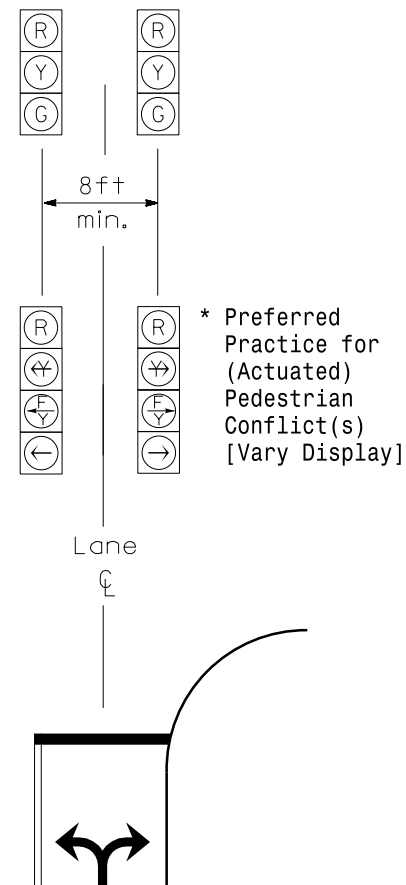 R R
Y Y
G G
8ft
min.
R R
Y Y
F F
Y Y
* Preferred
Practice for
(Actuated)
Pedestrian
Conflict(s)
[Vary Display]
Lane
℄